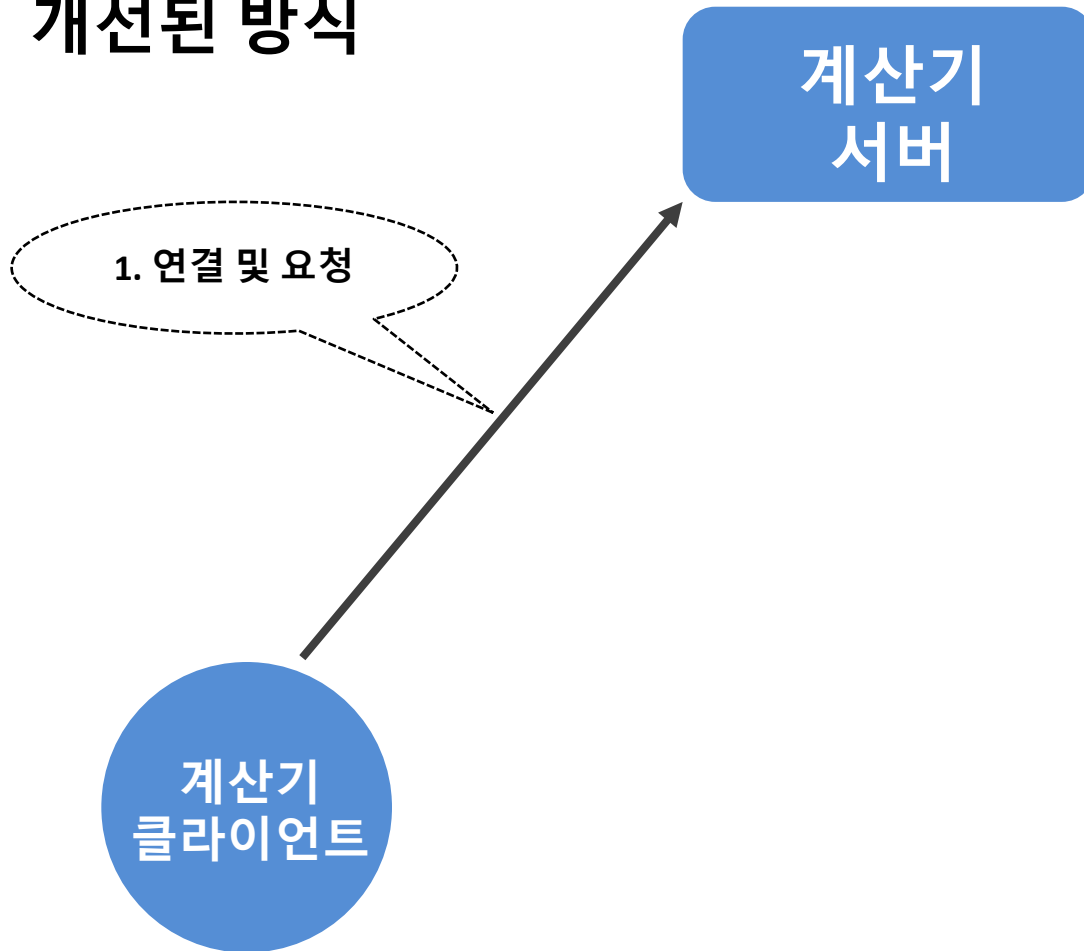 개선된 방식
계산기
서버
1. 연결 및 요청
계산기
클라이언트